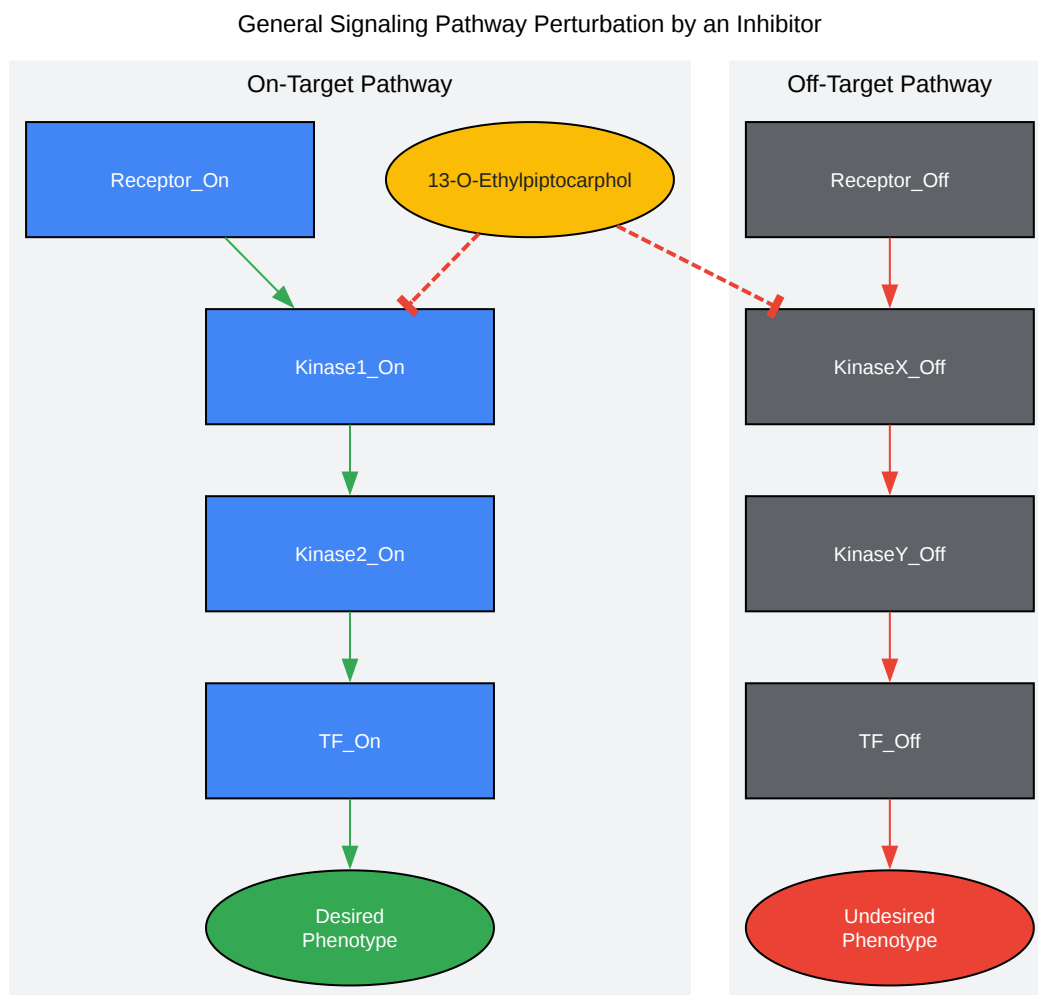 General Signaling Pathway Perturbation by an Inhibitor
On-Target Pathway
Off-Target Pathway
Receptor_On
13-O-Ethylpiptocarphol
Receptor_Off
Kinase1_On
KinaseX_Off
Kinase2_On
KinaseY_Off
TF_On
TF_Off
Desired
Phenotype
Undesired
Phenotype